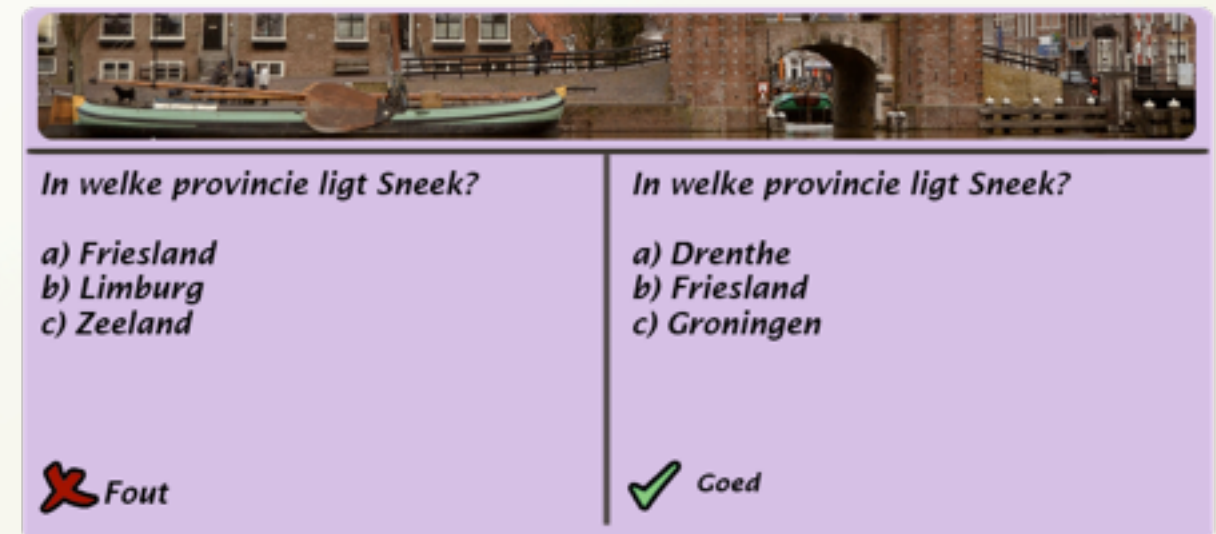 In welke provincie ligt Sneek?
a) Friesland
b) Limburg
c) Zeeland
Fout
In welke provincie ligt Sneek?
a) Drenthe
b) Friesland
c) Groningen
Goed